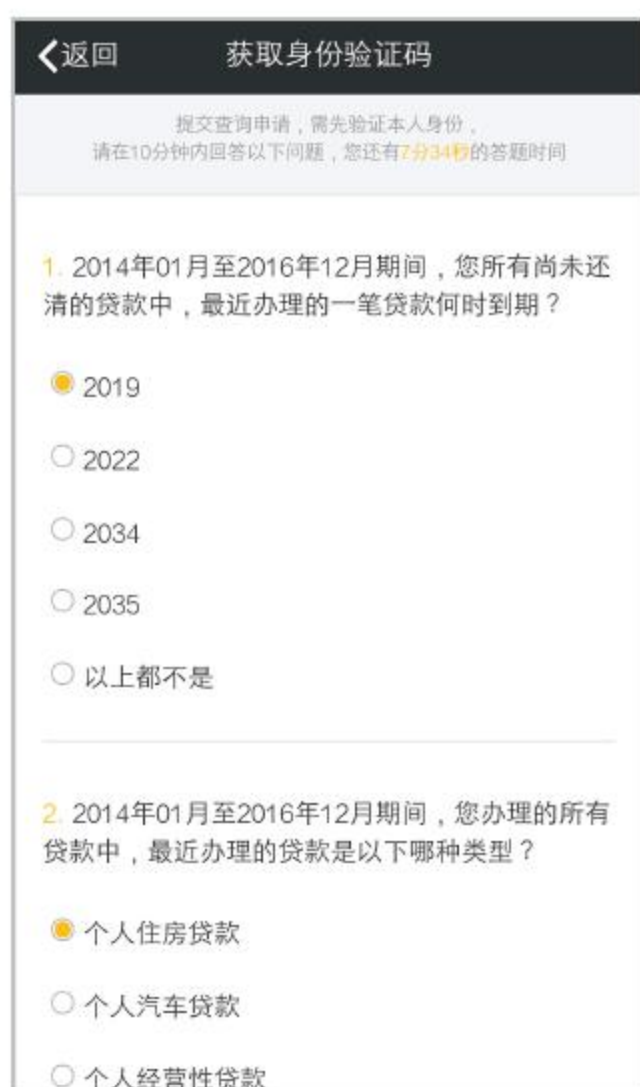 返回 获取身份验证码
提交查询申请，需先验证本人身份，
请在10分钟内回答以下问题，您还有7分34秒的答题时间
1. 2014年01月至2016年12月期间，您所有尚未还
清的贷款中，最近办理的一笔贷款何时到期？
2019
2022
2034
2035
以上都不是
2. 2014年01月至2016年12月期间，您办理的所有
贷款中，最近办理的贷款是以下哪种类型？
个人住房贷款
个人汽车贷款
个人经营性贷款